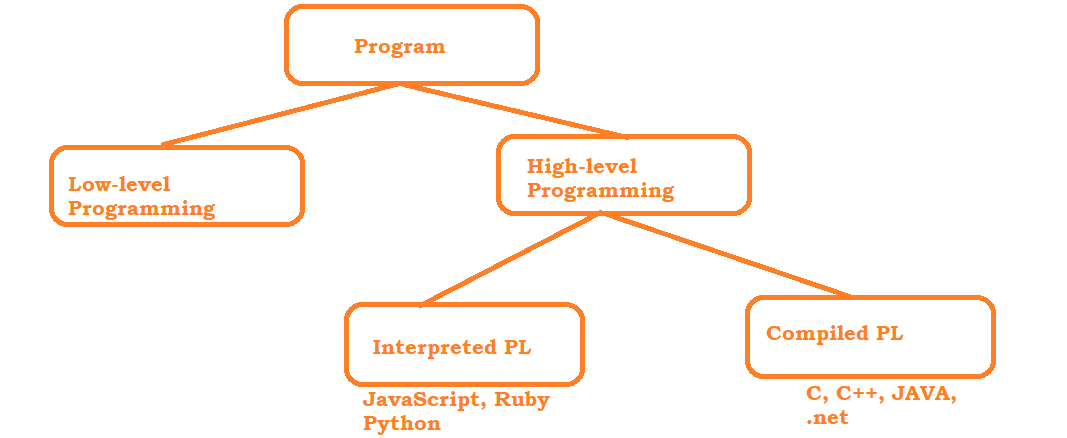 Program
Low-level
Programming
High-level
Programming
Interpreted PL
JavaScript, Ruby
Python
Compiled PL
C, C++, JAVA,
.net